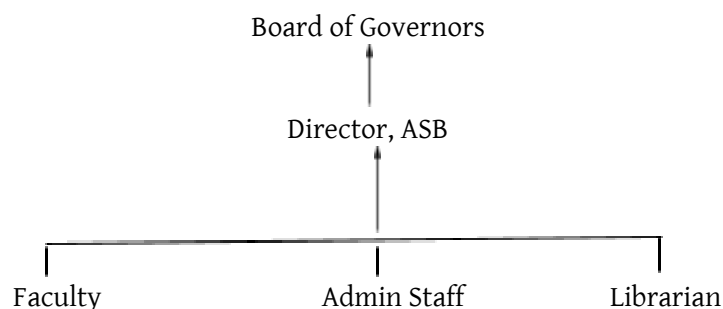 Board of Governors
Director, ASB
Faculty Admin Staff Librarian